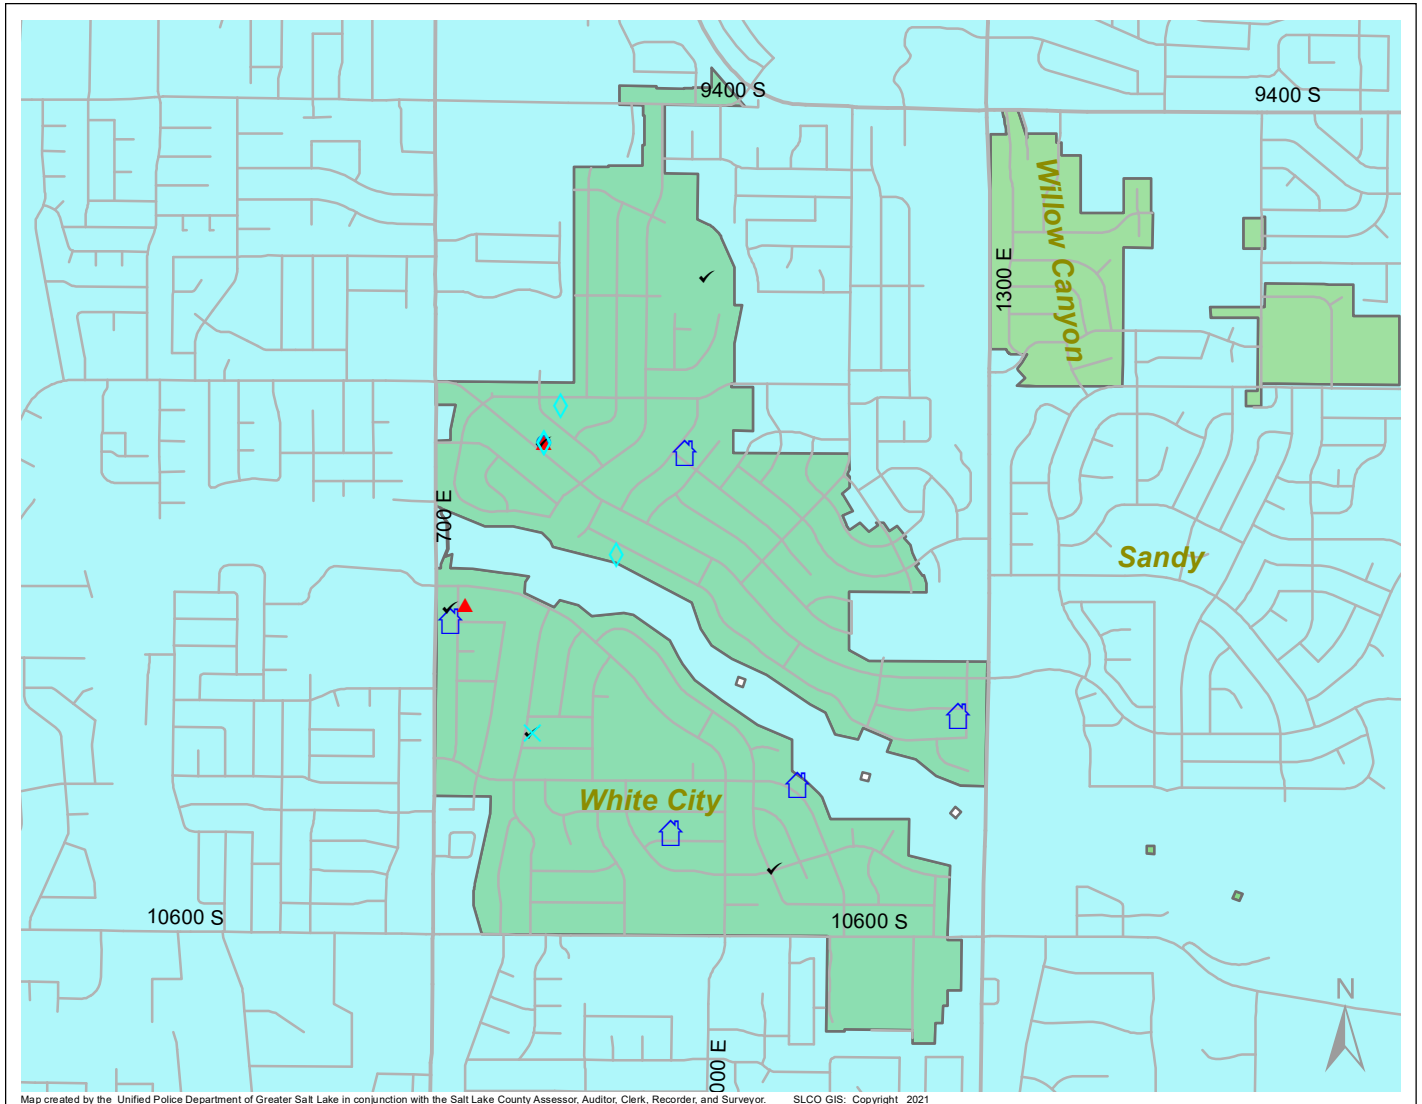 9400 S
9400 S
Willow Canyon
1300 E
700 E
Sandy
White City
10600 S
10600 S
000 E
N
Map created by the Unified Police Department of Greater Salt Lake in conjunction with the Salt Lake County Assessor, Auditor, Clerk, Recorder, and Surveyor. SLCO GIS: Copyright 2021